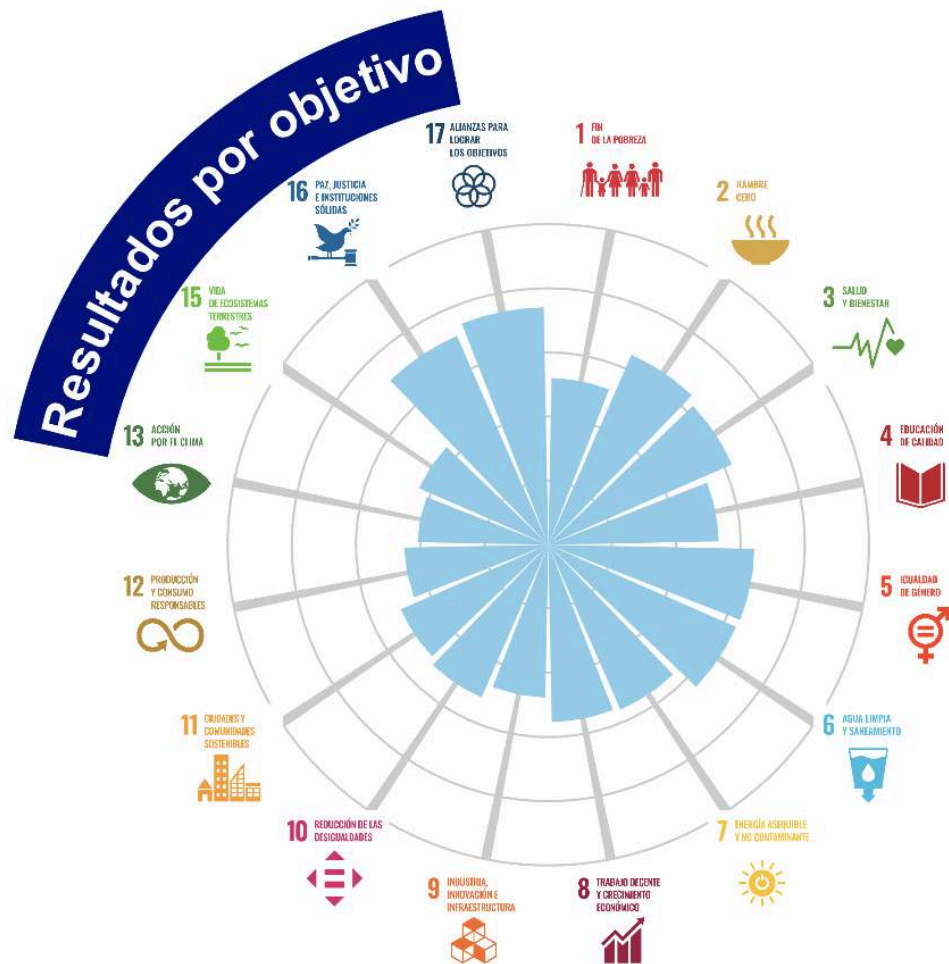 Resultados por objetivo
17 ALIANZAS PARA
LOGRAR
LOS OBJETIVOS
1 FIN
DE LA POBREZA
16 PAZ, JUSTICIA
E INSTITUCIONES
SÓLIDAS
2 HAMBRE
CERO
15 VIDA
DE ECOSISTEMAS
TERRESTRES
3 SALUD
Y BIENESTAR
13 ACCIÓN
POR EL CLIMA
4 EDUCACIÓN
DE CALIDAD
12 PRODUCCIÓN
Y CONSUMO
RESPONSABLES
5 IGUALDAD
DE GÉNERO
11 CIUDADES Y
COMUNIDADES
SOSTENIBLES
6 AGUA LIMPIA
Y SANEAMIENTO
10 REDUCCIÓN DE LAS
DESIGUALDADES
7 ENERGÍA ASEQUIBLE
Y NO CONTAMINANTE
9 INDUSTRIA,
INNOVACIÓN E
INFRAESTRUCTURA
8 TRABAJO DECENTE
Y CRECIMIENTO
ECONÓMICO